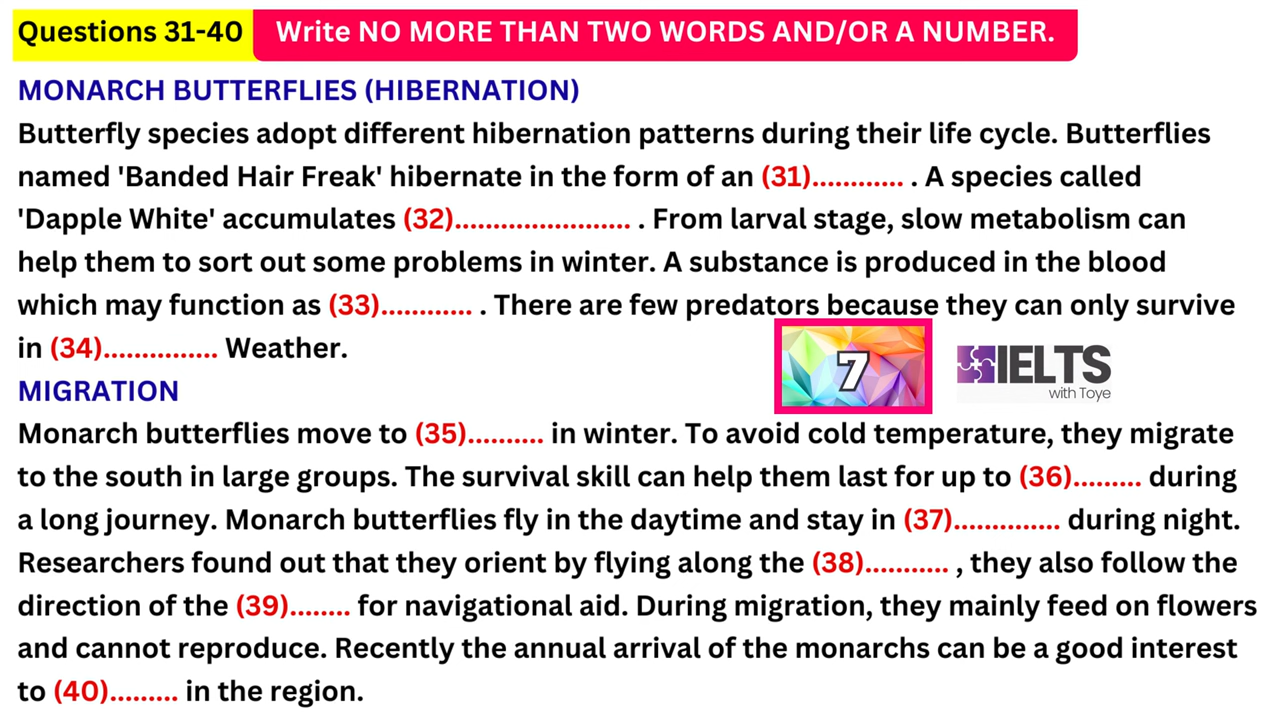 Questions 31-40 Write NO MORE THAN TWO WORDS AND/OR A NUMBER.
MONARCH BUTTERFLIES (HIBERNATION)
Butterfly species adopt different hibernation patterns during their life cycle. Butterflies
named 'Banded Hair Freak' hibernate in the form of an (31)............ . A species called
'Dapple White' accumulates (32)....................... . From larval stage, slow metabolism can
help them to sort out some problems in winter. A substance is produced in the blood
which may function as (33)............ . There are few predators because they can only survive
in (34)............... Weather.
7
IELTS
with Toye
MIGRATION
Monarch butterflies move to (35).......... in winter. To avoid cold temperature, they migrate
to the south in large groups. The survival skill can help them last for up to (36)......... during
a long journey. Monarch butterflies fly in the daytime and stay in (37).............. during night.
Researchers found out that they orient by flying along the (38)........... , they also follow the
direction of the (39)........ for navigational aid. During migration, they mainly feed on flowers
and cannot reproduce. Recently the annual arrival of the monarchs can be a good interest
to (40)......... in the region.